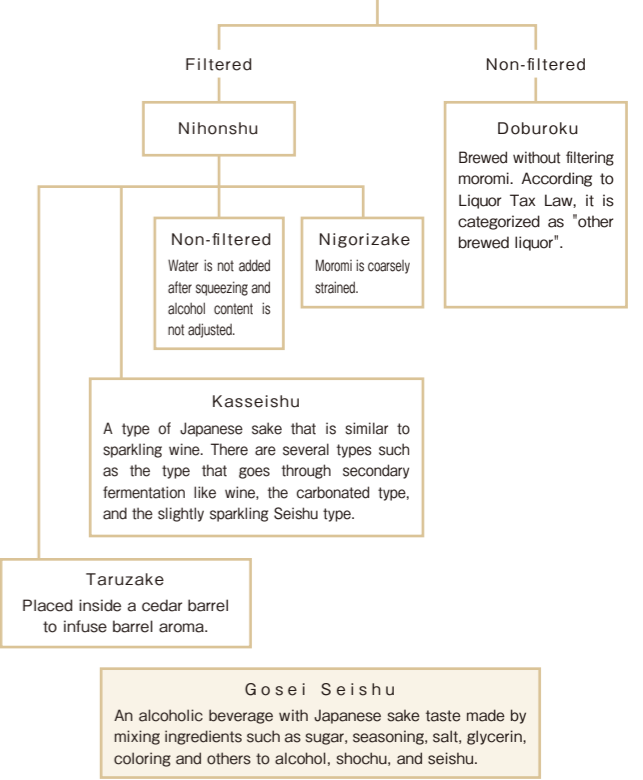 Filtered
Non-filtered
Nihonshu
Doburoku
Brewed without filtering
moromi. According to
Liquor Tax Law, it is
categorized as "other
brewed liquor".
Non-filtered
Water is not added
after squeezing and
alcohol content is
not adjusted.
Nigorizake
Moromi is coarsely
strained.
Kasseishu
A type of Japanese sake that is similar to
sparkling wine. There are several types such
as the type that goes through secondary
fermentation like wine, the carbonated type,
and the slightly sparkling Seishu type.
Taruzake
Placed inside a cedar barrel
to infuse barrel aroma.
Gosei Seishu
An alcoholic beverage with Japanese sake taste made by
mixing ingredients such as sugar, seasoning, salt, glycerin,
coloring and others to alcohol, shochu, and seishu.